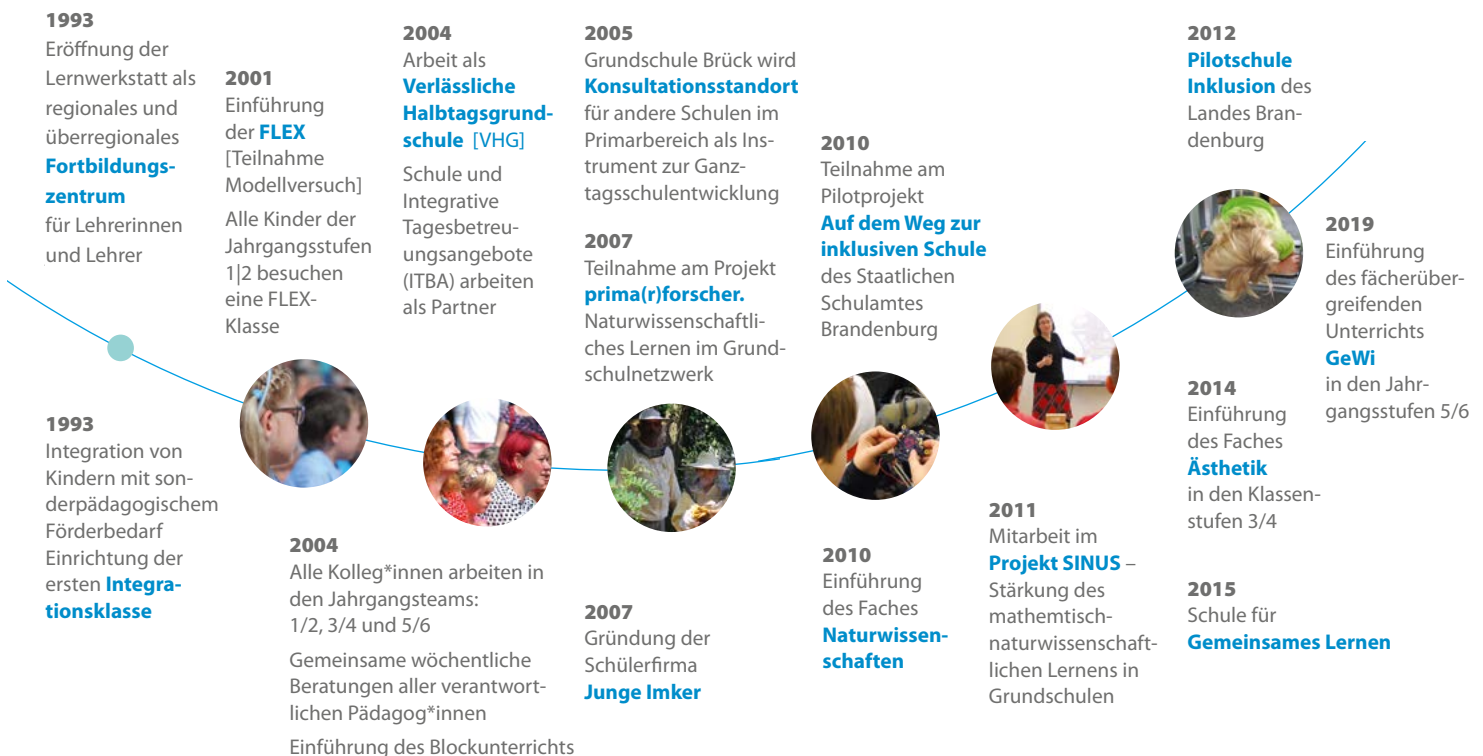 1993
Eröffnung der
Lernwerkstatt als
regionales und
überregionales
Fortbildungs-
zentrum
für Lehrerinnen
und Lehrer
1993
Integration von
Kindern mit son-
derpädagogischem
Förderbedarf
Einrichtung der
ersten Integra-
tionsklasse
2001
Einführung
der FLEX
[Teilnahme
Modellversuch]
Alle Kinder der
Jahrgangsstufen
1|2 besuchen
eine FLEX-
Klasse
2004
Arbeit als
Verlässliche
Halbtagsgrund-
schule [VHG]
Schule und
Integrative
Tagesbetreu-
ungsangebote
(ITBA) arbeiten
als Partner
2004
Alle Kolleg*innen arbeiten in
den Jahrgangsteams:
1/2, 3/4 und 5/6
Gemeinsame wöchentliche
Beratungen aller verantwort-
lichen Pädagog*innen
Einführung des Blockunterrichts
2005
Grundschule Brück wird
Konsultationsstandort
für andere Schulen im
Primarbereich als Ins-
trument zur Ganz-
tagsschulentwicklung
2007
Teilnahme am Projekt
prima(r)forscher.
Naturwissenschaftli-
ches Lernen im Grund-
schulnetzwerk
2007
Gründung der
Schülerfirma
Junge Imker
2010
Teilnahme am
Pilotprojekt
Auf dem Weg zur
inklusiven Schule
des Staatlichen
Schulamtes
Brandenburg
2010
Einführung
des Faches
Naturwissen-
schaften
2011
Mitarbeit im
Projekt SINUS –
Stärkung des
mathemtisch-
naturwissenschaft-
lichen Lernens in
Grundschulen
2012
Pilotschule
Inklusion des
Landes Bran-
denburg
2014
Einführung
des Faches
Ästhetik
in den Klassen-
stufen 3/4
2015
Schule für
Gemeinsames Lernen
2019
Einführung
des fächerüber-
greifenden
Unterrichts
GeWi
in den Jahr-
gangsstufen 5/6